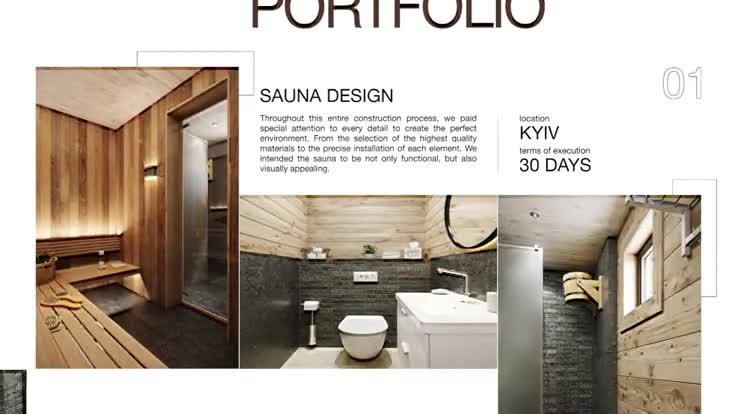 PORTFOLIO
01
SAUNA DESIGN
Throughout this entire construction process, we paid
special attention to every detail to create the perfect
environment. From the selection of the highest quality
materials to the precise installation of each element. We
intended the sauna to be not only functional, but also
visually appealing.
location
KYIV
terms of execution
30 DAYS